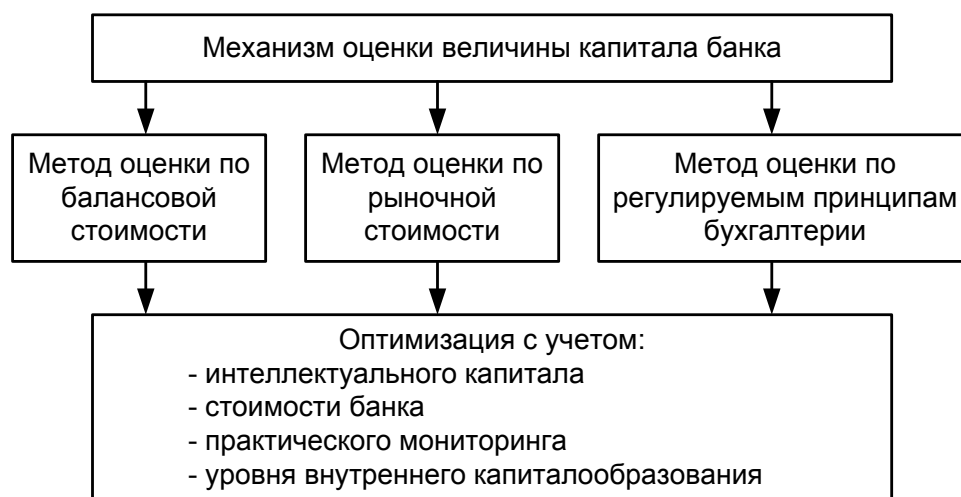 Механизм оценки величины капитала банка
Метод оценки по
балансовой
стоимости
Метод оценки по
рыночной
стоимости
Метод оценки по
регулируемым принципам
бухгалтерии
Оптимизация с учетом:
- интеллектуального капитала
- стоимости банка
- практического мониторинга
- уровня внутреннего капиталообразования